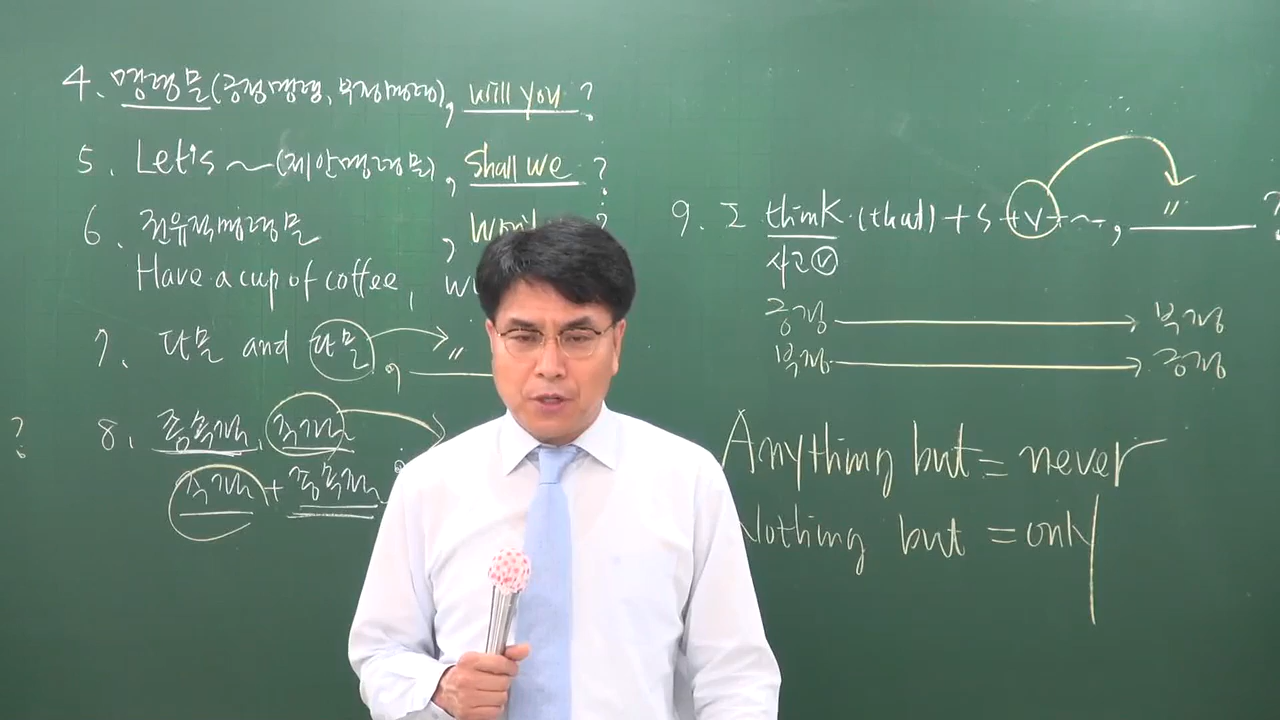 4. 명령문(긍정명령, 부정명령), will you ?
5. Let's ~(제안명령문), shall we ?
6. 권유적명령문 , won't ?
Have a cup of coffee,
7. 단문 and 단문, 〃
8. 종속절, 주절
주절+종속절
?
9. I think (that) + S + V + ~, 〃 ?
사고ⓥ
긍정 → 부정
부정 → 긍정
Anything but = never
Nothing but = only